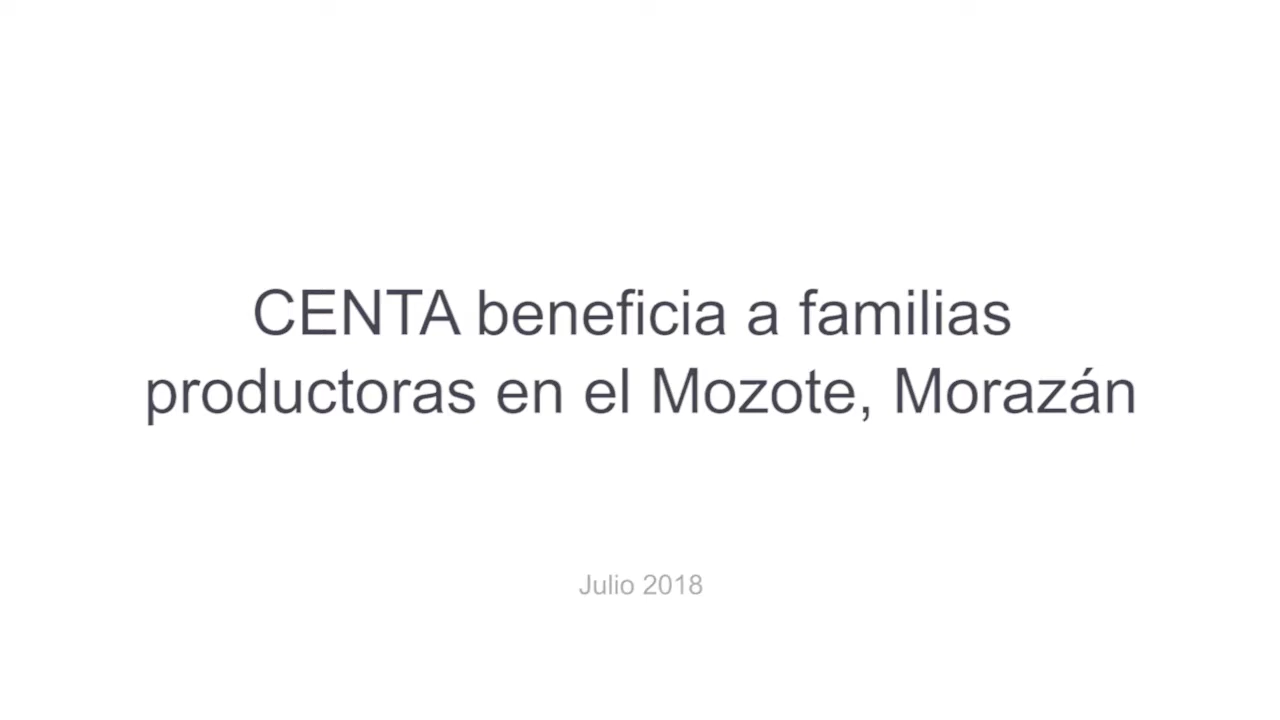 CENTA beneficia a familias
productoras en el Mozote, Morazán
Julio 2018